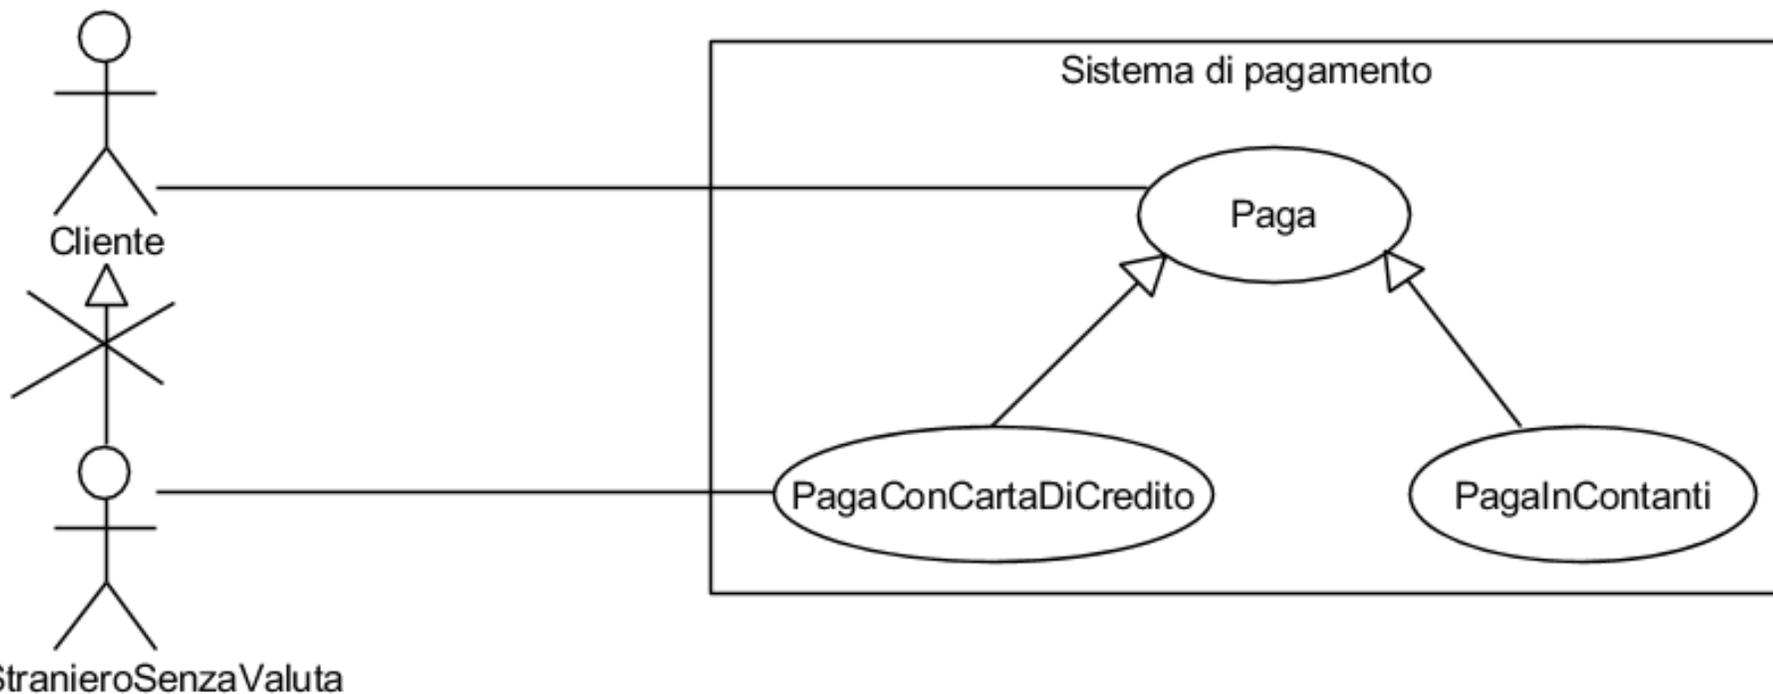 Sistema di pagamento
Paga
Cliente
PagaConCartaDiCredito
PagaInContanti
StranieroSenzaValuta